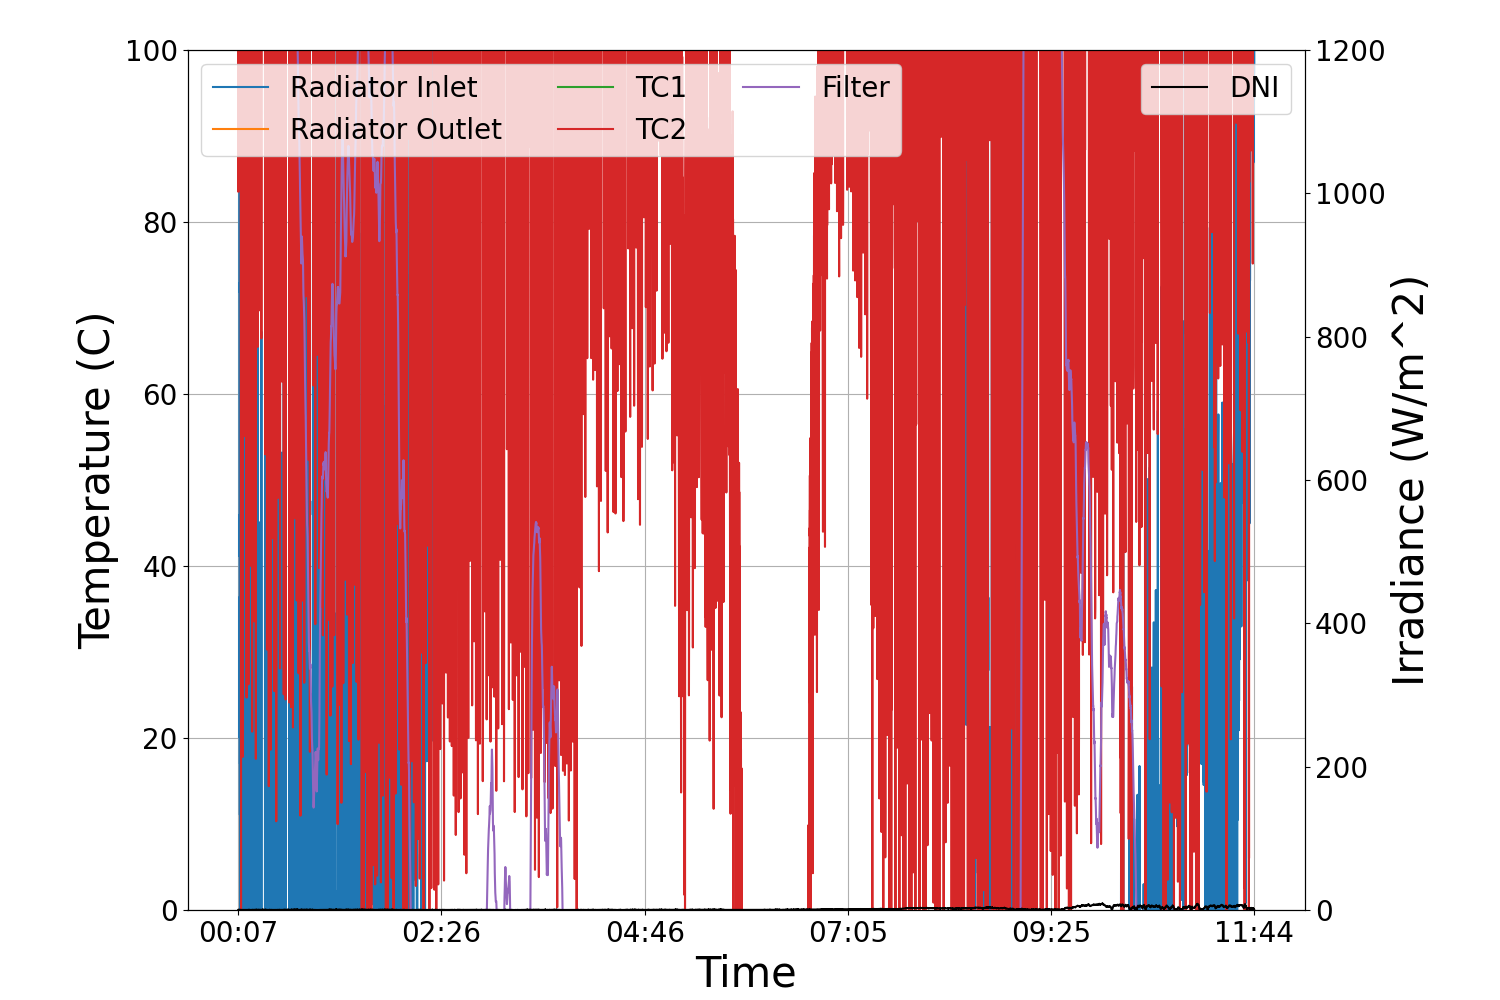 100
80
60
40
20
0
Temperature (C)
Radiator Inlet
Radiator Outlet
TC1
TC2
Filter
DNI
1200
1000
800
600
400
200
0
Irradiance (W/m^2)
00:07
02:26
04:46
07:05
09:25
11:44
Time